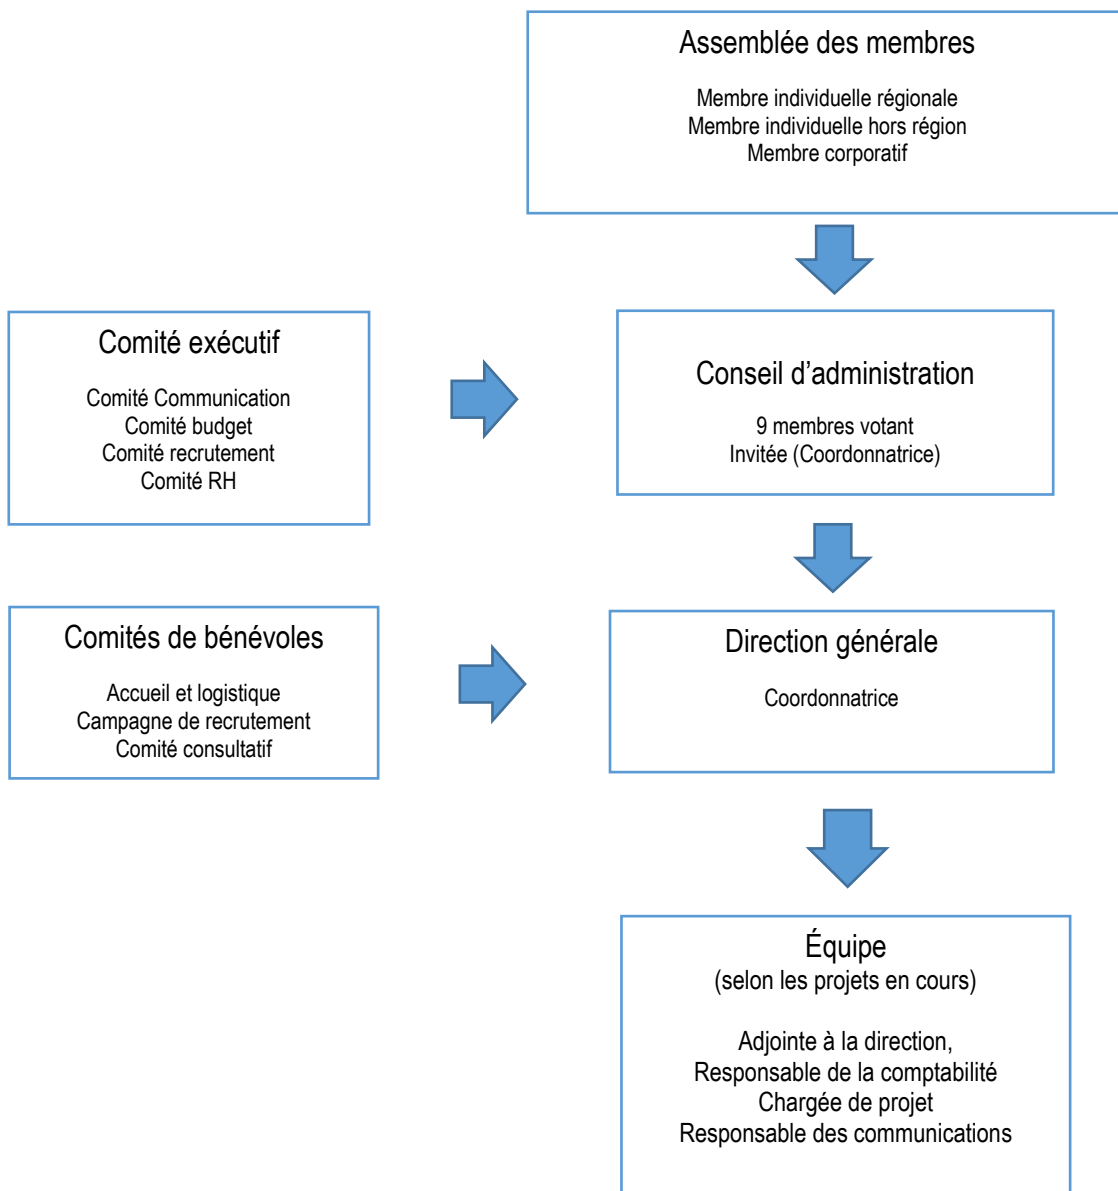 Assemblée des membres
Membre individuelle régionale
Membre individuelle hors région
Membre corporatif
Comité exécutif
Comité Communication
Comité budget
Comité recrutement
Comité RH
Conseil d’administration
9 membres votant
Invitée (Coordonnatrice)
Comités de bénévoles
Accueil et logistique
Campagne de recrutement
Comité consultatif
Direction générale
Coordonnatrice
Équipe
(selon les projets en cours)
Adjointe à la direction,
Responsable de la comptabilité
Chargée de projet
Responsable des communications